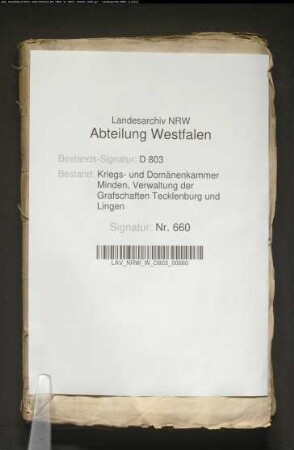 Landesarchiv NRW
Abteilung Westfalen
Bestands-Signatur: D 803
Bestand: Kriegs- und Domänenkammer
Minden, Verwaltung der
Grafschaften Tecklenburg und
Lingen
Signatur: Nr. 660
LAV_NRW_W_D803_00660